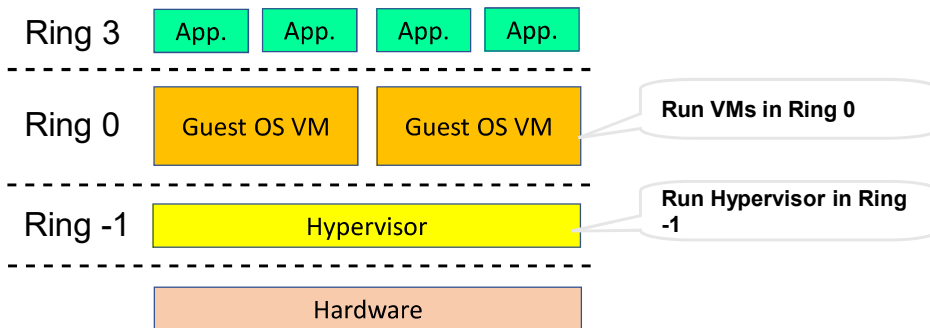 Ring 3
App.
App.
App.
App.
Ring 0
Guest OS VM
Guest OS VM
Run VMs in Ring 0
Ring -1
Hypervisor
Run Hypervisor in Ring
-1
Hardware